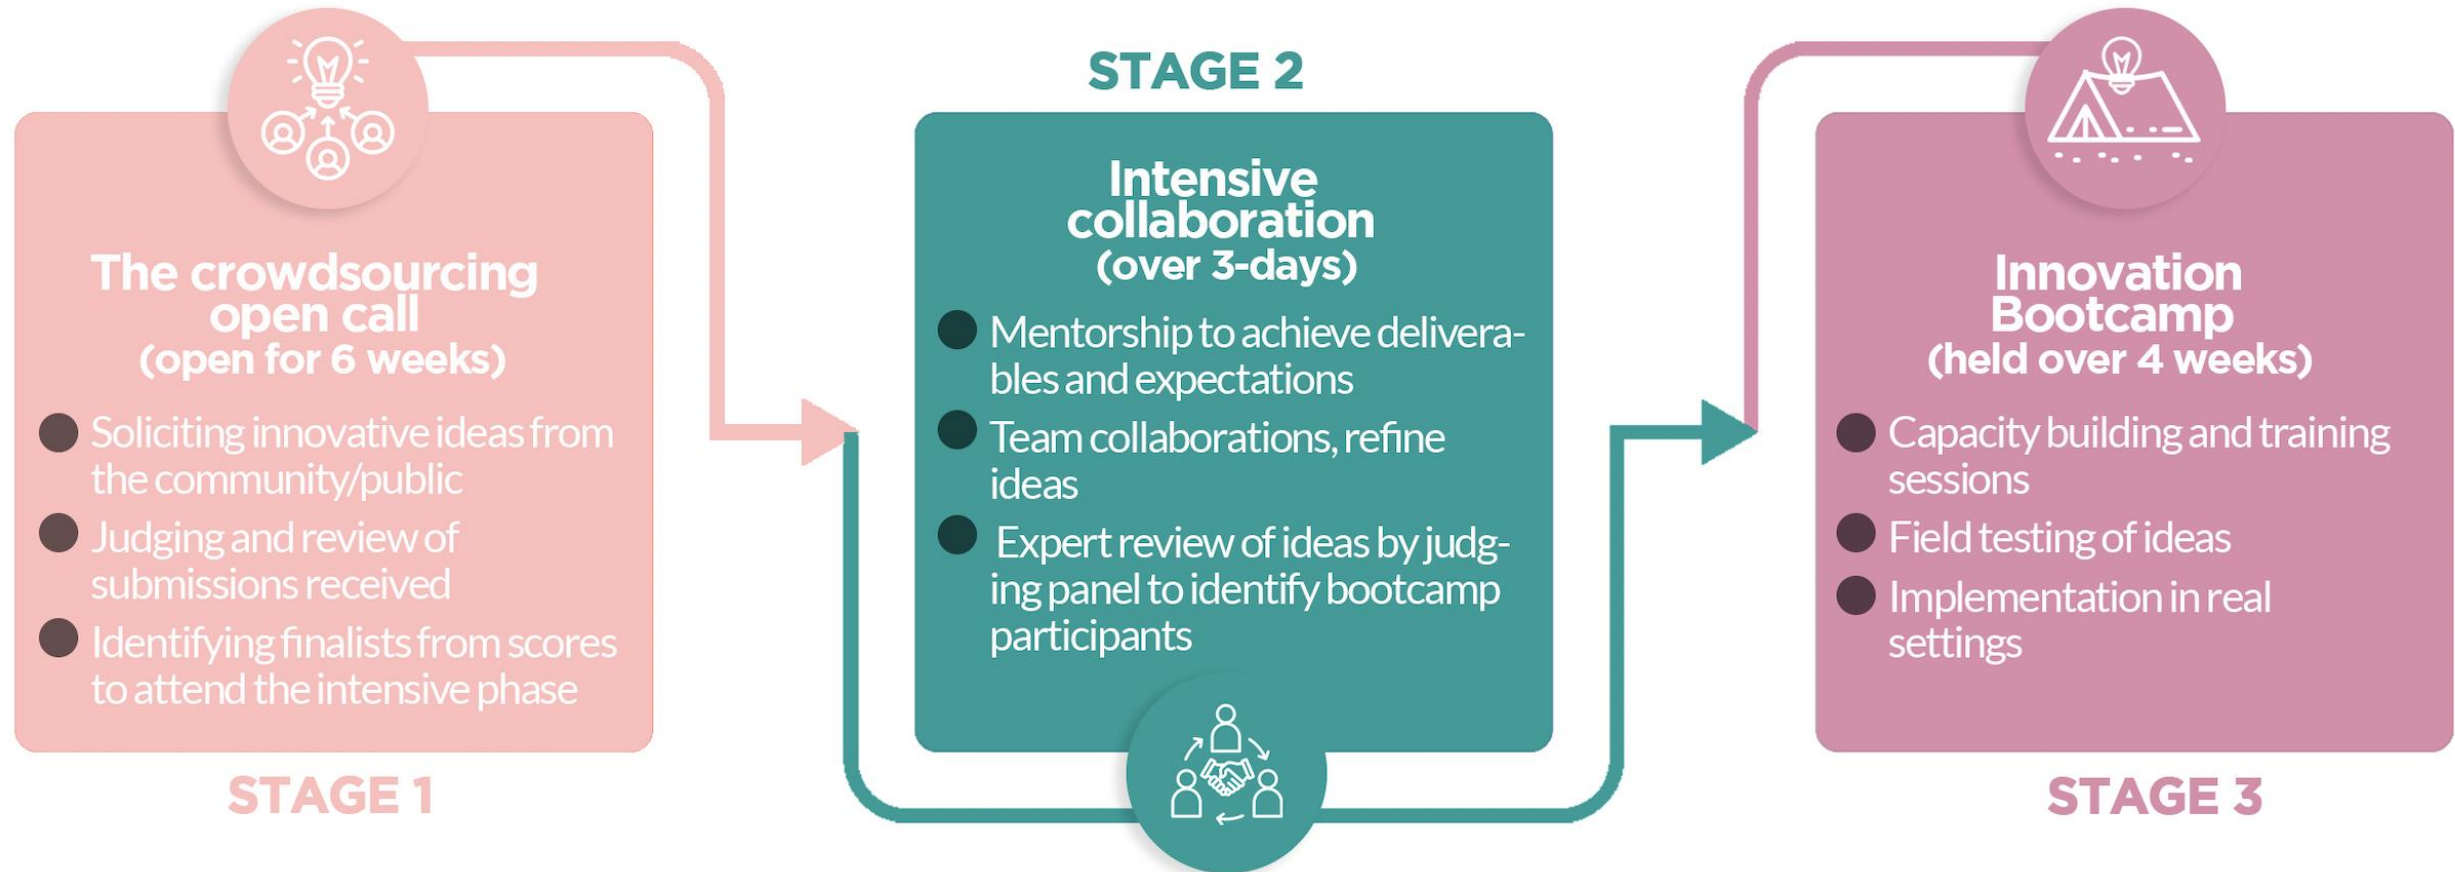 The crowdsourcing
open call
(open for 6 weeks)
Soliciting innovative ideas from
the community/public
Judging and review of
submissions received
Identifying finalists from scores
to attend the intensive phase
STAGE 1
STAGE 2
Intensive
collaboration
(over 3-days)
Mentorship to achieve delivera-
bles and expectations
Team collaborations, refine
ideas
Expert review of ideas by judg-
ing panel to identify bootcamp
participants
Innovation
Bootcamp
(held over 4 weeks)
Capacity building and training
sessions
Field testing of ideas
Implementation in real
settings
STAGE 3